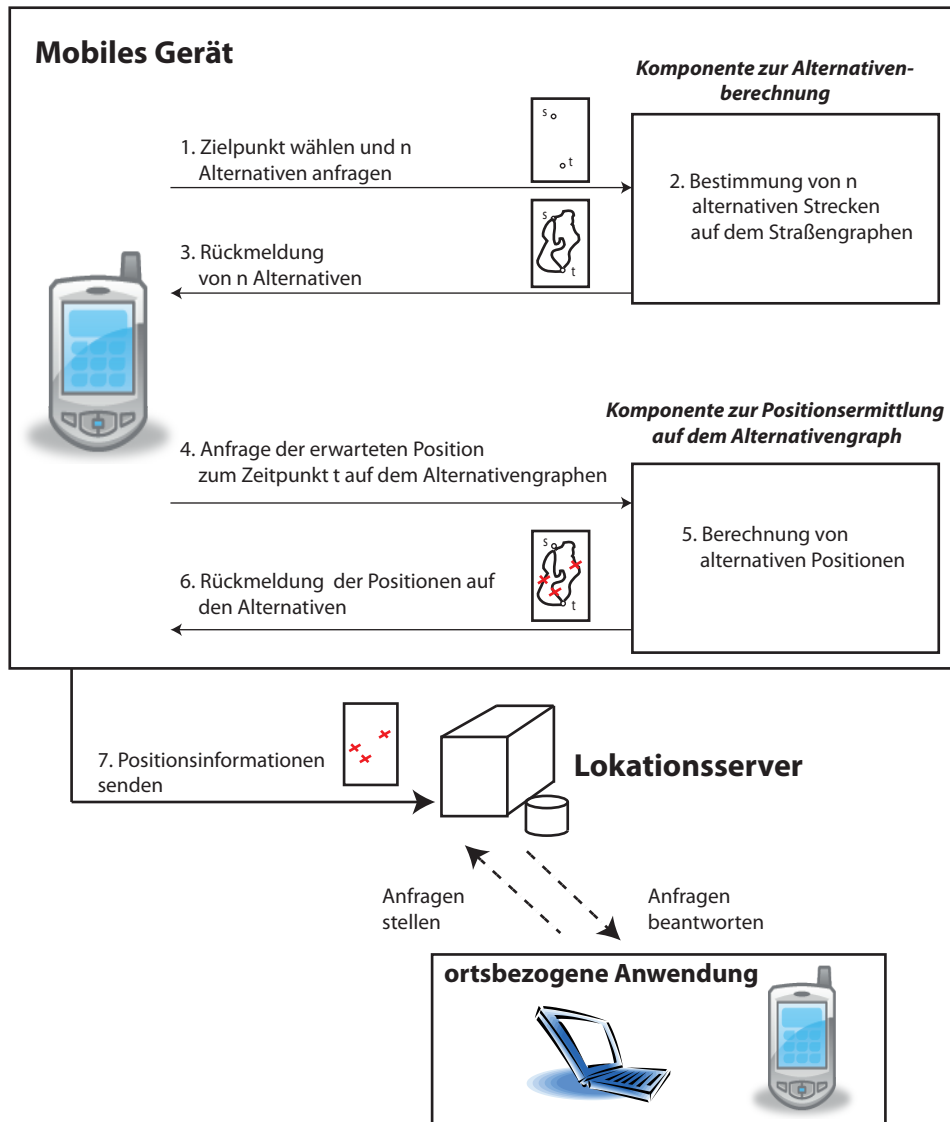 Mobiles Gerät
Komponente zur Alternativen-
berechnung
s
t
1. Zielpunkt wählen und n
Alternativen anfragen
2. Bestimmung von n
alternativen Strecken
auf dem Straßengraphen
s
t
3. Rückmeldung
von n Alternativen
Komponente zur Positionsermittlung
auf dem Alternativengraph
4. Anfrage der erwarteten Position
zum Zeitpunkt t auf dem Alternativengraphen
5. Berechnung von
alternativen Positionen
s
t
6. Rückmeldung der Positionen auf
den Alternativen
7. Positionsinformationen
senden
Lokationsserver
Anfragen
stellen
Anfragen
beantworten
ortsbezogene Anwendung